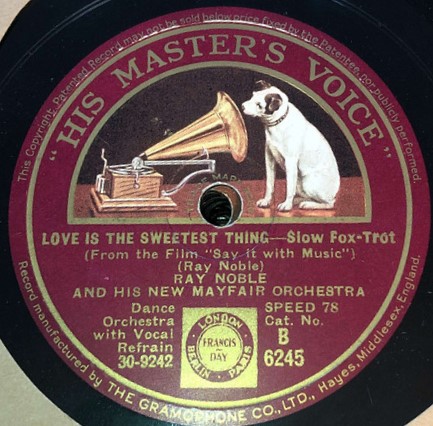 This Copyright Patented Record may not be sold below price fixed by the Patentee, nor publicly performed.
"HIS MASTER'S VOICE"
LOVE IS THE SWEETEST THING—Slow Fox-Trot
(From the Film "Say it with Music")
(Ray Noble)
RAY NOBLE
AND HIS NEW MAYFAIR ORCHESTRA
Dance
Orchestra
with Vocal
Refrain
30-9242
LONDON
FRANCIS
DAY
BERLIN · PARIS
SPEED 78
Cat. No.
B
6245
Record manufactured by THE GRAMOPHONE CO., LTD., Hayes, Middlesex, England.